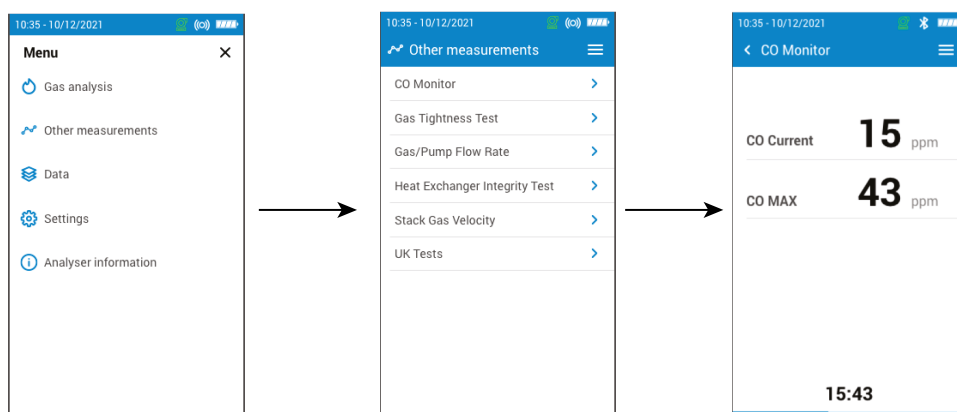 10:35 - 10/12/2021
Menu
Gas analysis
Other measurements
Data
Settings
Analyser information
10:35 - 10/12/2021
Other measurements
CO Monitor
Gas Tightness Test
Gas/Pump Flow Rate
Heat Exchanger Integrity Test
Stack Gas Velocity
UK Tests
10:35 - 10/12/2021
CO Monitor
CO Current 15 ppm
CO MAX 43 ppm
15:43